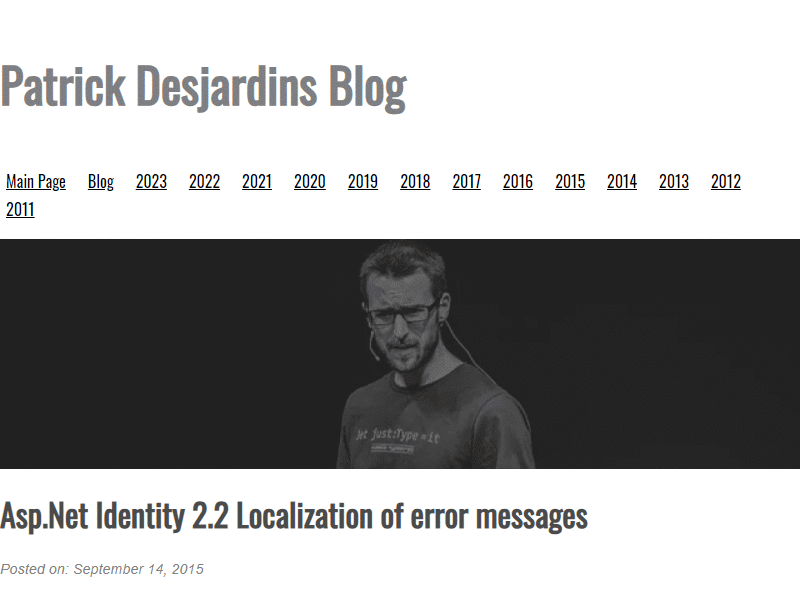 Patrick Desjardins Blog
Main Page Blog 2023 2022 2021 2020 2019 2018 2017 2016 2015 2014 2013 2012
2011
let just:Type = it
Asp.Net Identity 2.2 Localization of error messages
Posted on: September 14, 2015